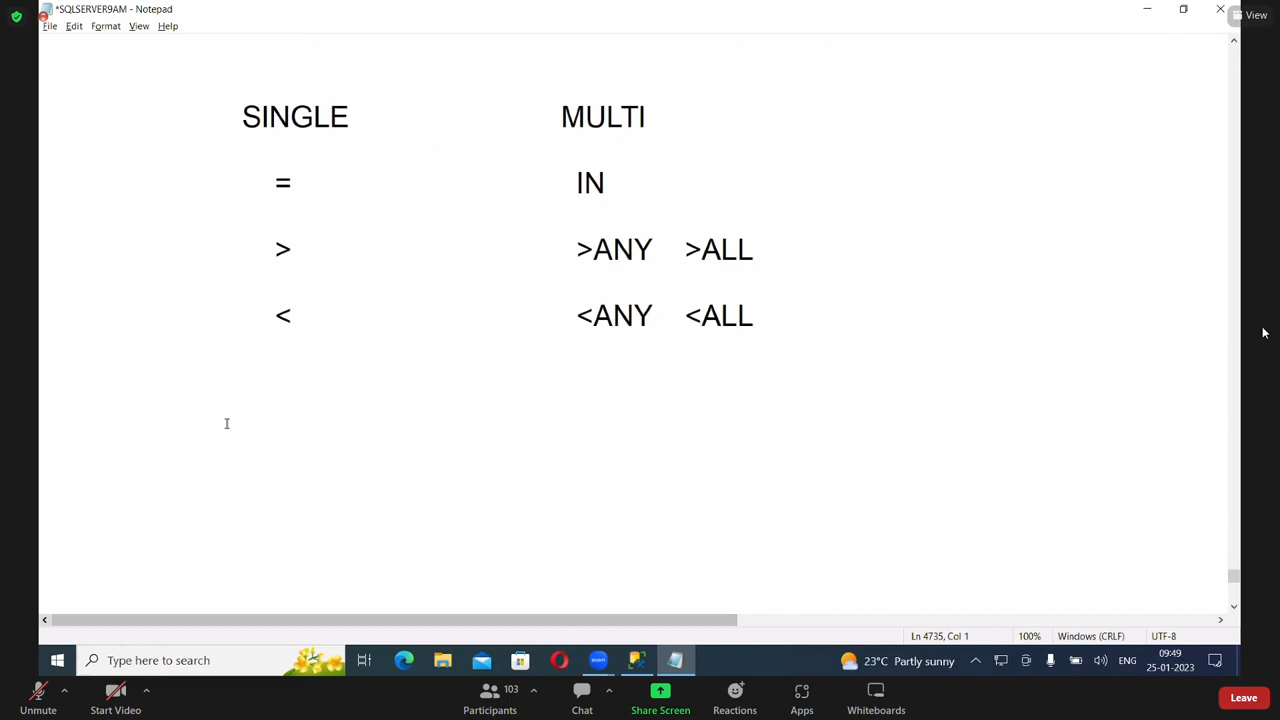 *SQLSERVER9AM - Notepad
View
File Edit Format View Help
SINGLE MULTI
= IN
> >ANY >ALL
< <ANY <ALL
Ln 4735, Col 1 100% Windows (CRLF) UTF-8
Type here to search
zoom
23°C Partly sunny
ENG
09:49
25-01-2023
103
Unmute Start Video Participants Chat Share Screen Reactions Apps Whiteboards
Leave